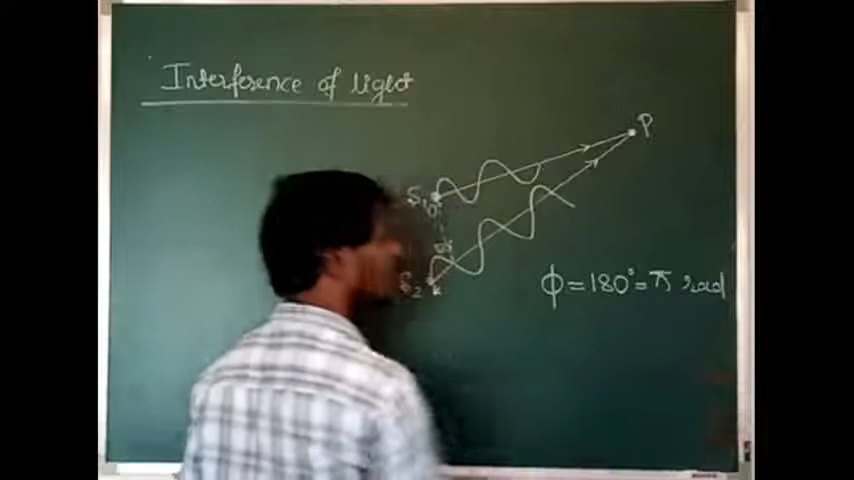 Interference of light
P
S₁
S₂
ϕ = 180° = π rad